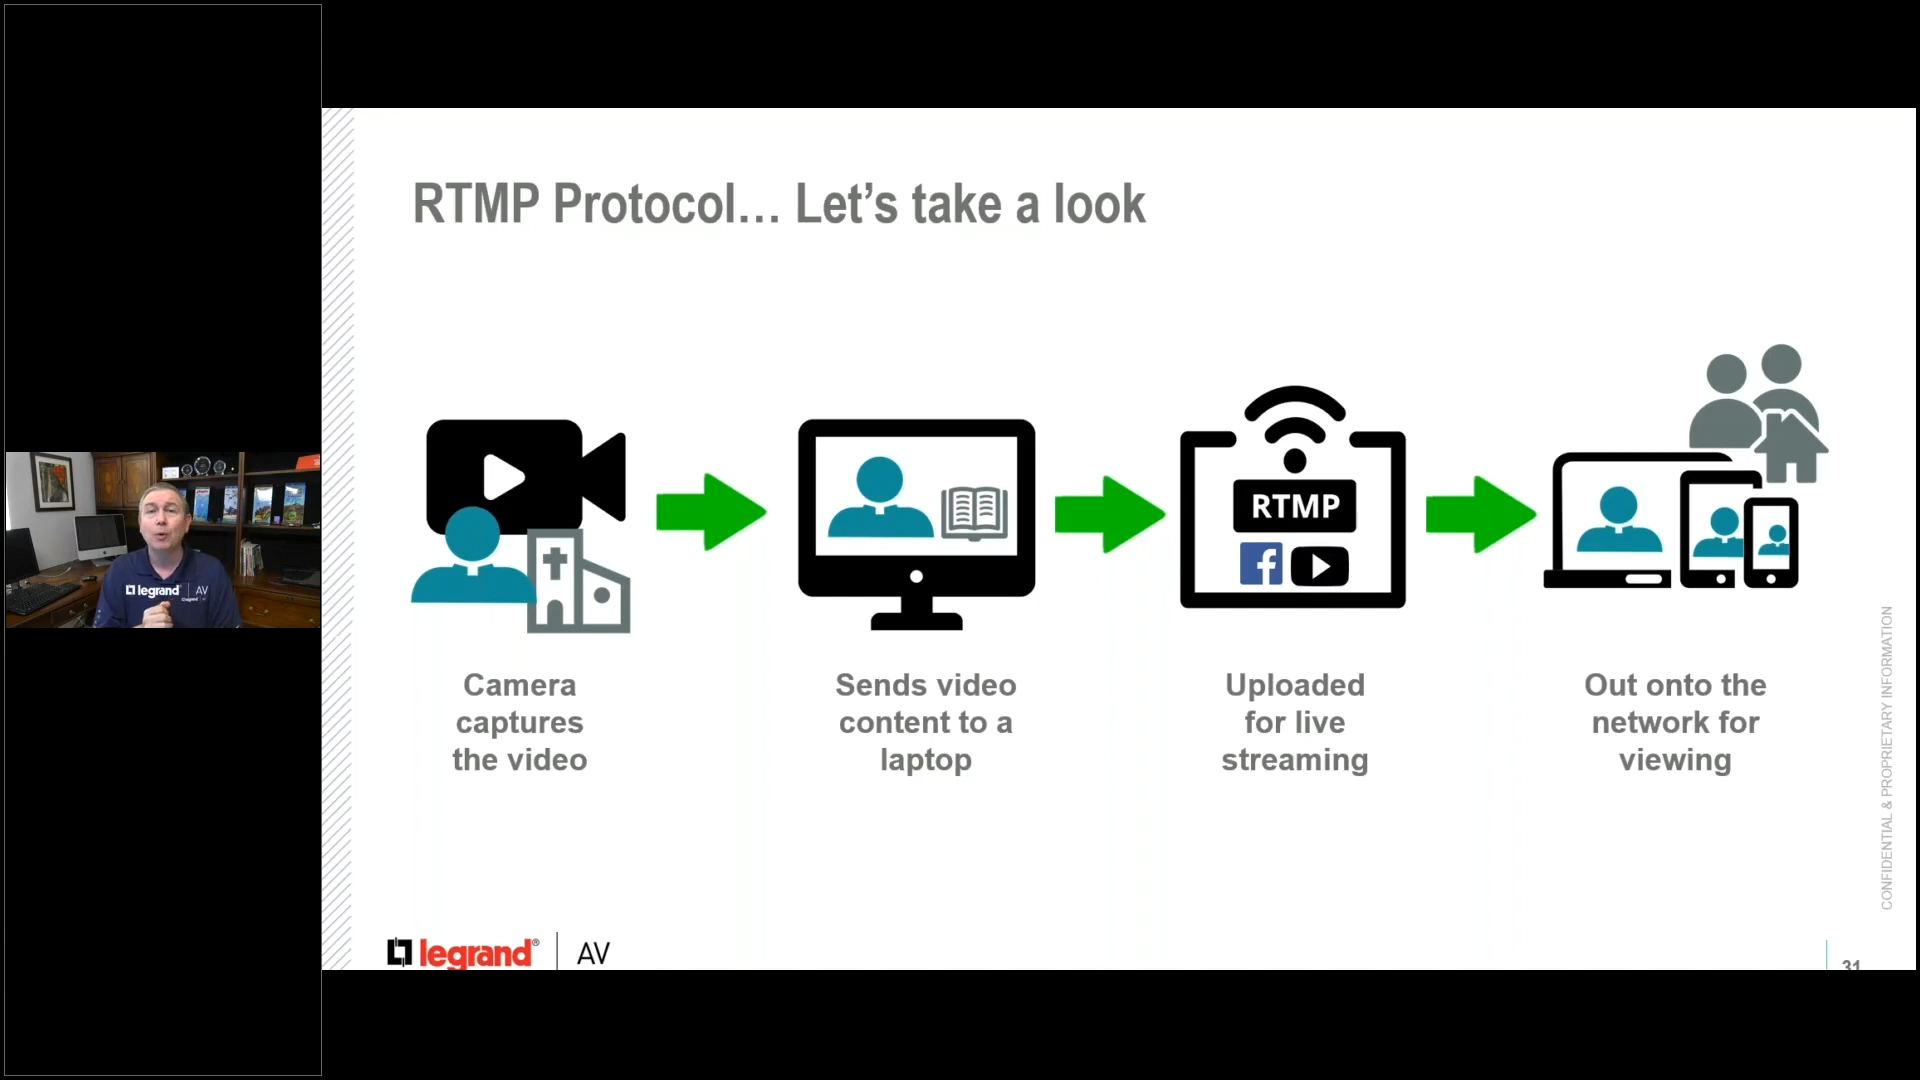 RTMP Protocol... Let's take a look
RTMP
Camera
captures
the video
Sends video
content to a
laptop
Uploaded
for live
streaming
Out onto the
network for
viewing
CONFIDENTIAL & PROPRIETARY INFORMATION
legrand® | AV
31
legrand | AV